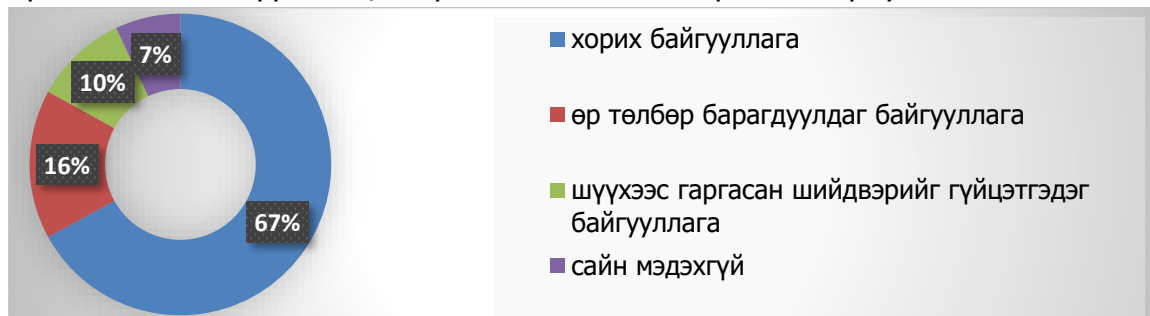 7%
10%
16%
67%
хорих байгууллага
өр төлбөр барагдуулдаг байгууллага
шүүхээс гаргасан шийдвэрийг гүйцэтгэдэг
байгууллага
сайн мэдэхгүй